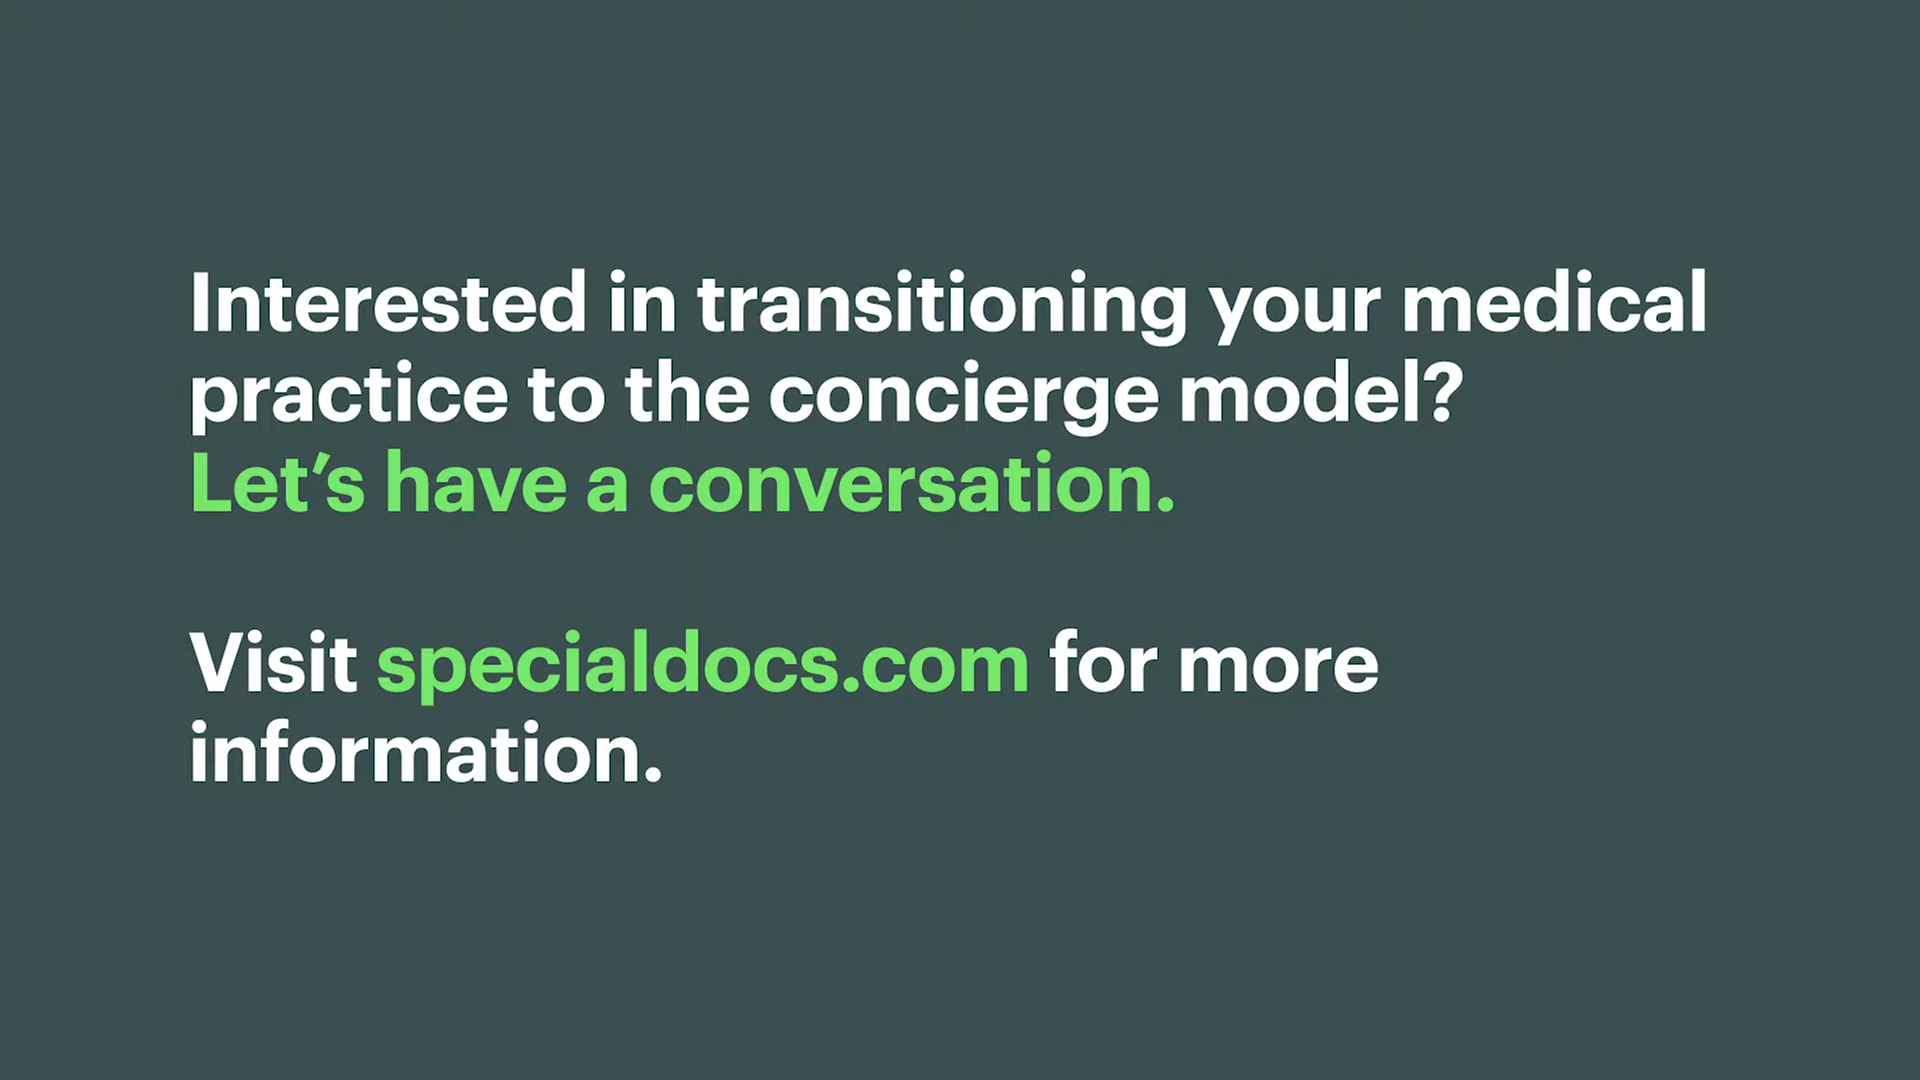 Interested in transitioning your medical
practice to the concierge model?
Let’s have a conversation.
Visit specialdocs.com for more
information.